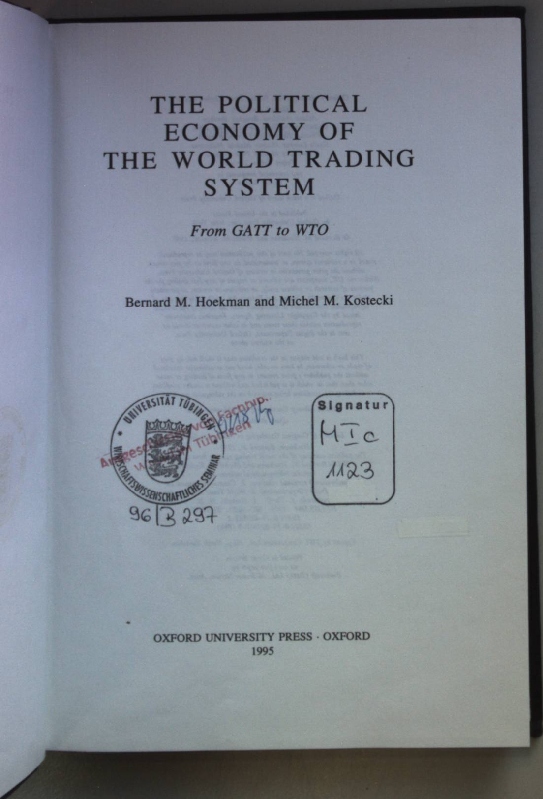 THE POLITICAL
ECONOMY OF
THE WORLD TRADING
SYSTEM
From GATT to WTO
Bernard M. Hoekman and Michel M. Kostecki
UNIVERSITÄT TÜBINGEN
WIRTSCHAFTSWISSENSCHAFTLICHES SEMINAR
Tübingen
96/B 297
Signatur
M I c
1123
OXFORD UNIVERSITY PRESS · OXFORD
1995